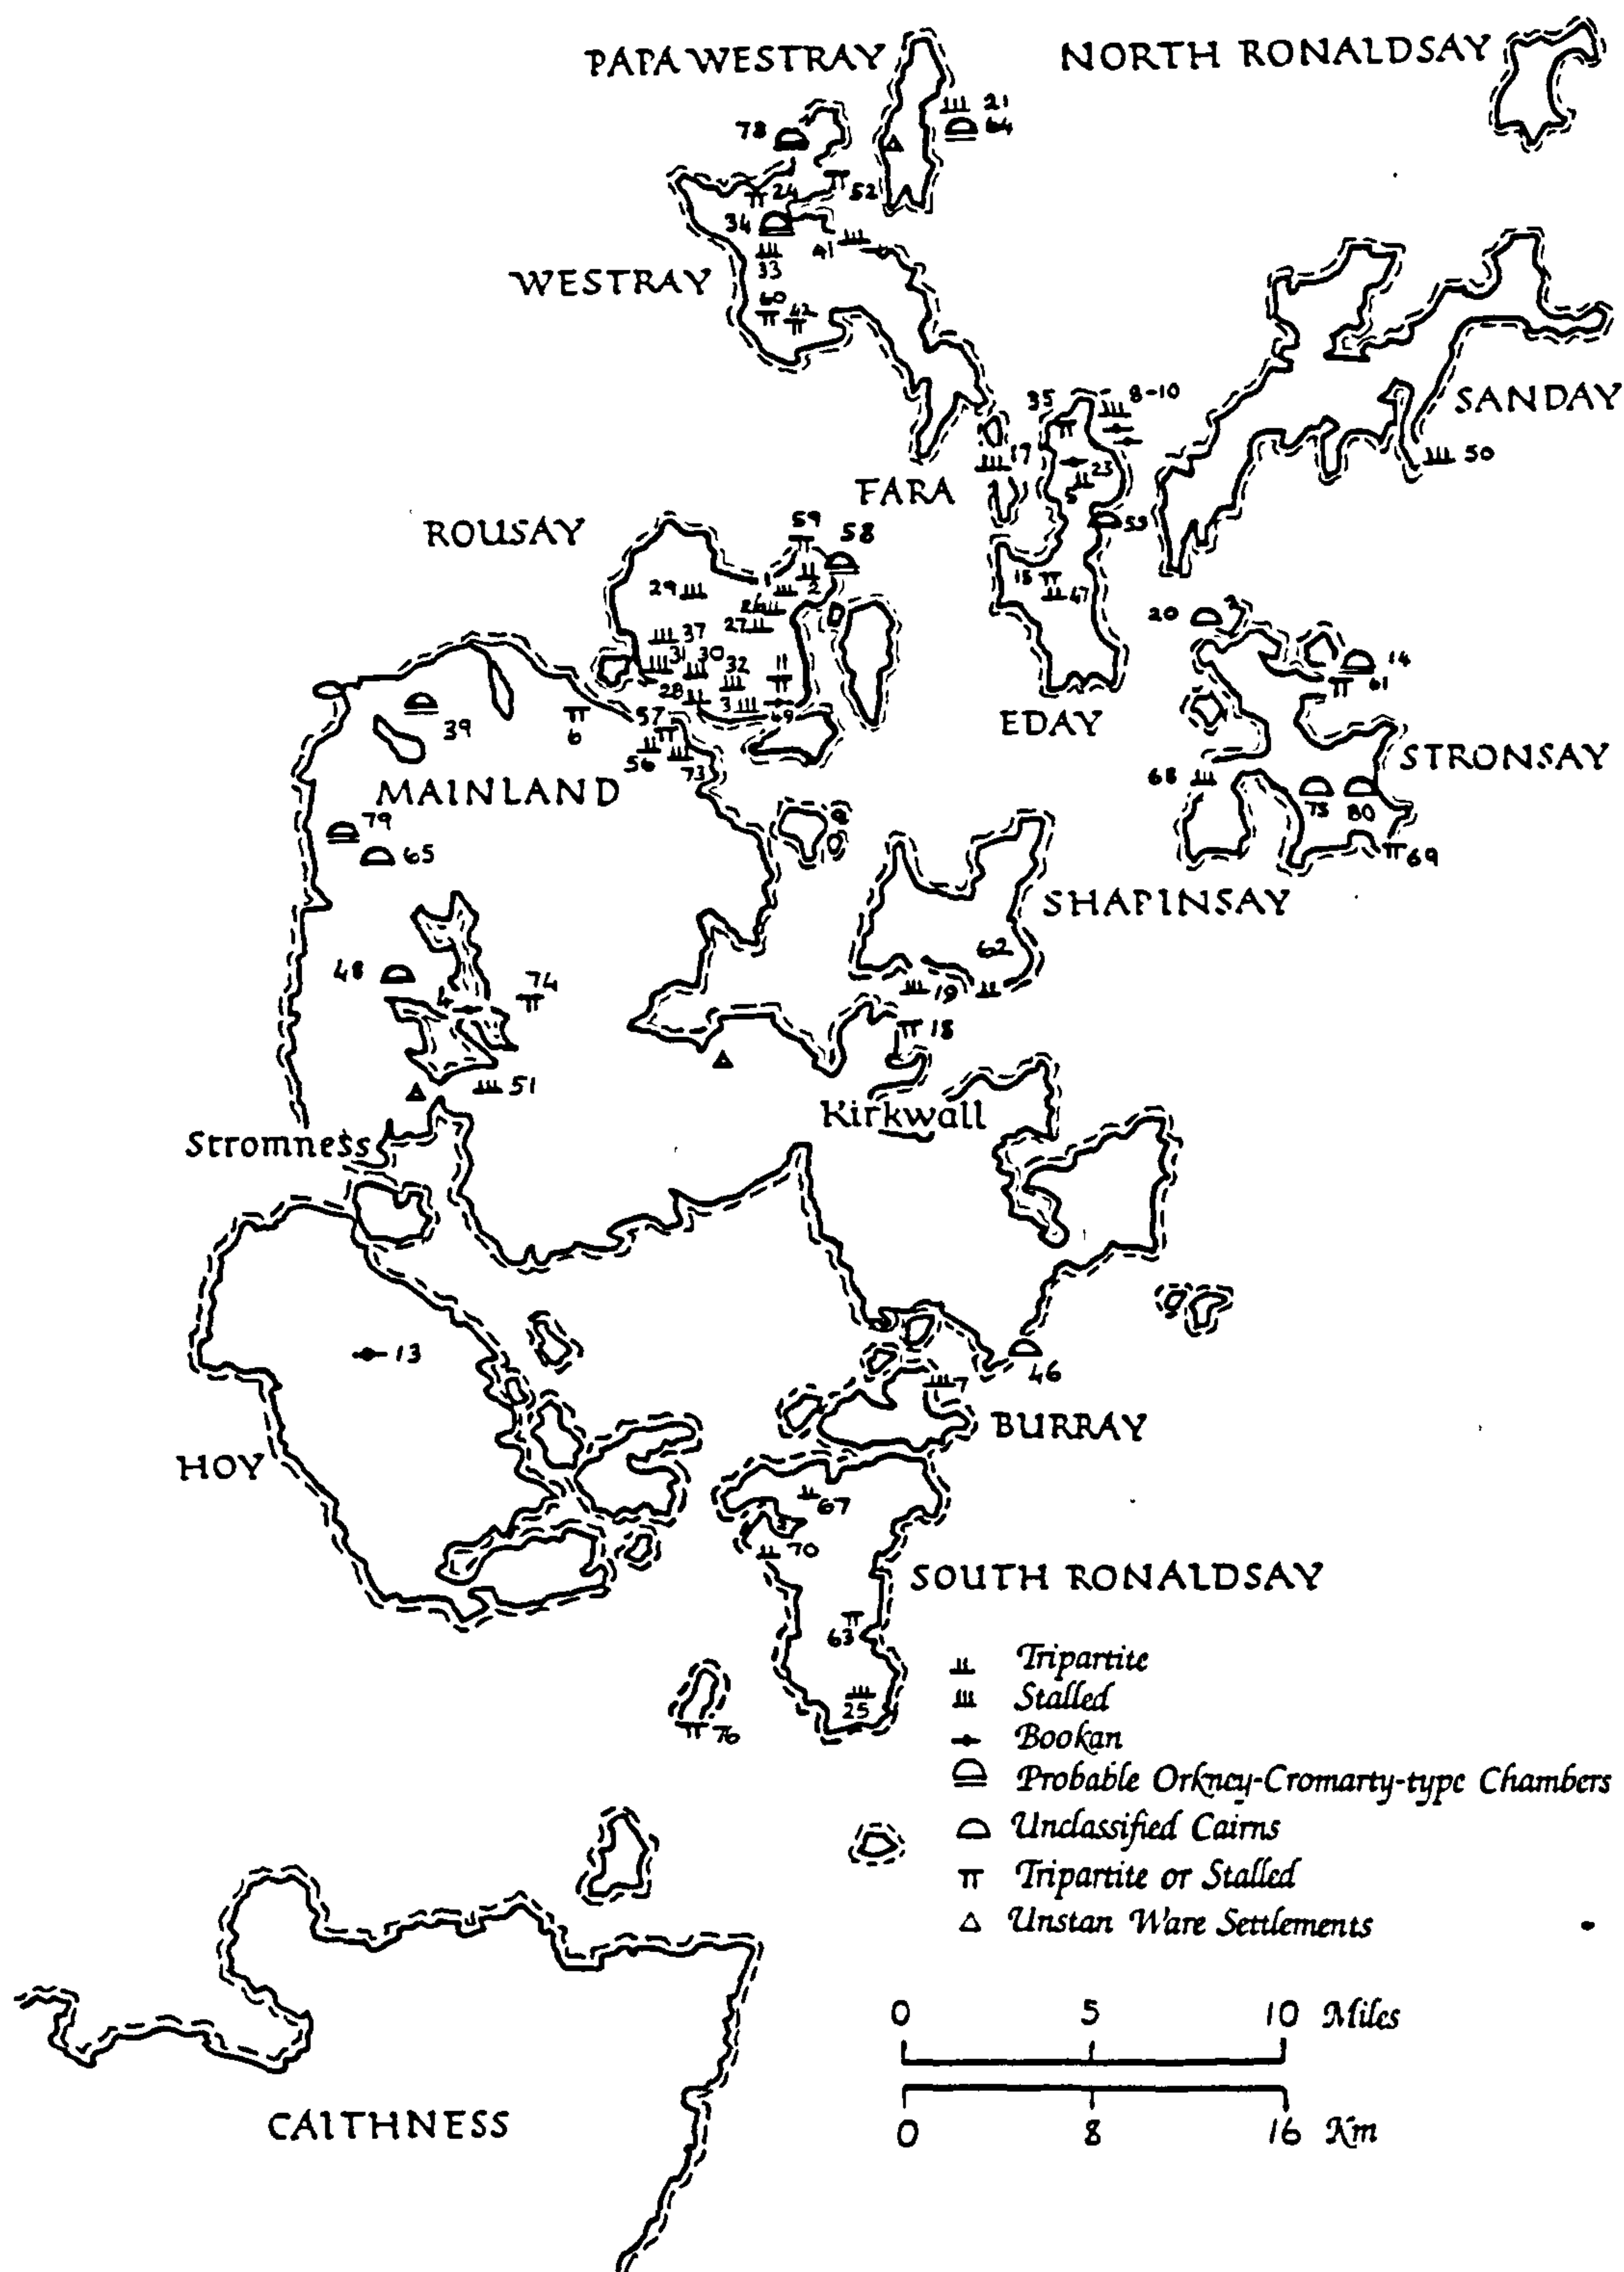 PAPA WESTRAY
NORTH RONALDSAY
21
64
78
24
52
34
41
33
WESTRAY
60
42
35
8-10
SANDAY
17
23
50
FARA
5
53
ROUSAY
59
58
29
2
26
15
47
27
20
37
31
30
32
11
14
61
28
3
49
39
6
57
EDAY
56
73
STRONSAY
MAINLAND
68
75
80
79
65
69
SHAPINSAY
62
48
4
74
19
18
51
Kirkwall
Stromness
13
46
7
BURRAY
HOY
67
70
SOUTH RONALDSAY
63
25
76
Tripartite
Stalled
Bookan
Probable Orkney-Cromarty-type Chambers
Unclassified Cairns
Tripartite or Stalled
Unstan Ware Settlements
0 5 10 Miles
0 8 16 Km
CAITHNESS